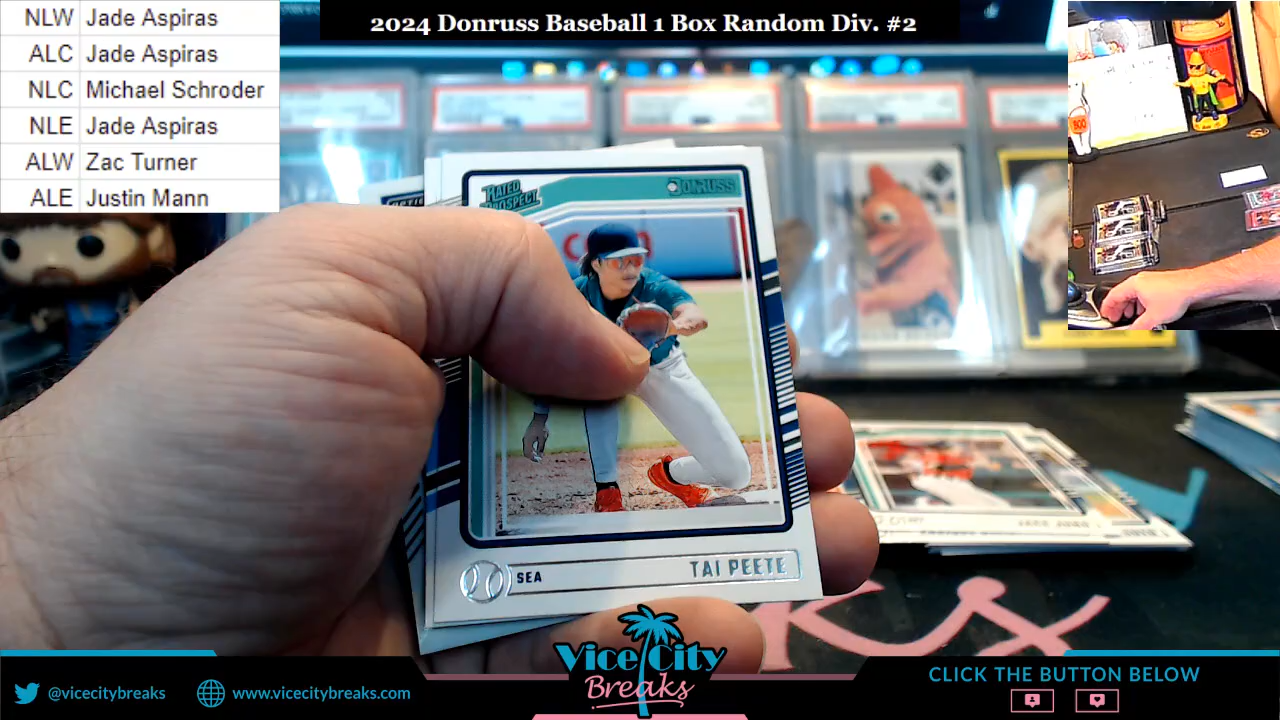 NLW Jade Aspiras
ALC Jade Aspiras
NLC Michael Schroder
NLE Jade Aspiras
ALW Zac Turner
ALE Justin Mann
2024 Donruss Baseball 1 Box Random Div. #2
RATED PROSPECT
DONRUSS
SEA TAI PEETE
BOO
Vice City
Breaks
@vicecitybreaks
www.vicecitybreaks.com
CLICK THE BUTTON BELOW